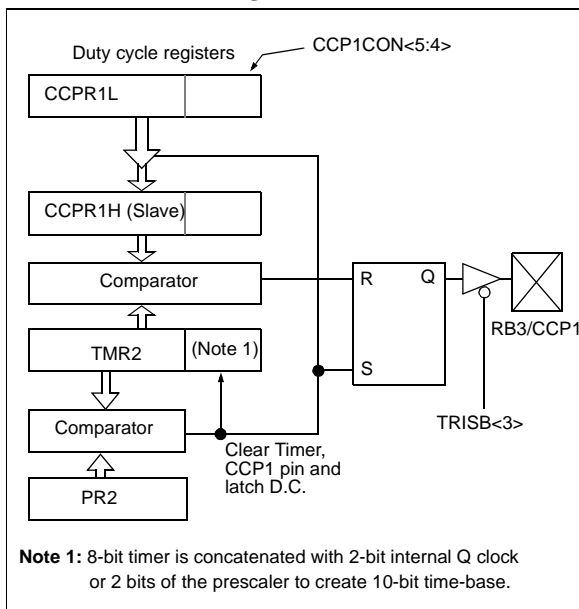 CCP1CON<5:4>
Duty cycle registers
CCPR1L
CCPR1H (Slave)
Comparator
R
Q
RB3/CCP1
TMR2
(Note 1)
S
TRISB<3>
Comparator
Clear Timer,
CCP1 pin and
latch D.C.
PR2
Note 1: 8-bit timer is concatenated with 2-bit internal Q clock
or 2 bits of the prescaler to create 10-bit time-base.